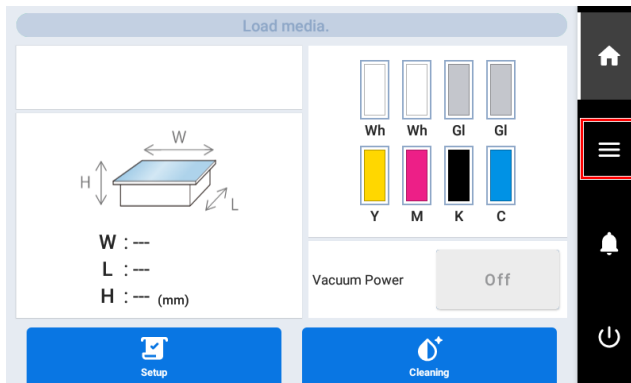 Load media.
Wh Wh Gl Gl
Y M K C
W
H
L
W : ---
L : ---
H : --- (mm)
Vacuum Power Off
Setup
Cleaning